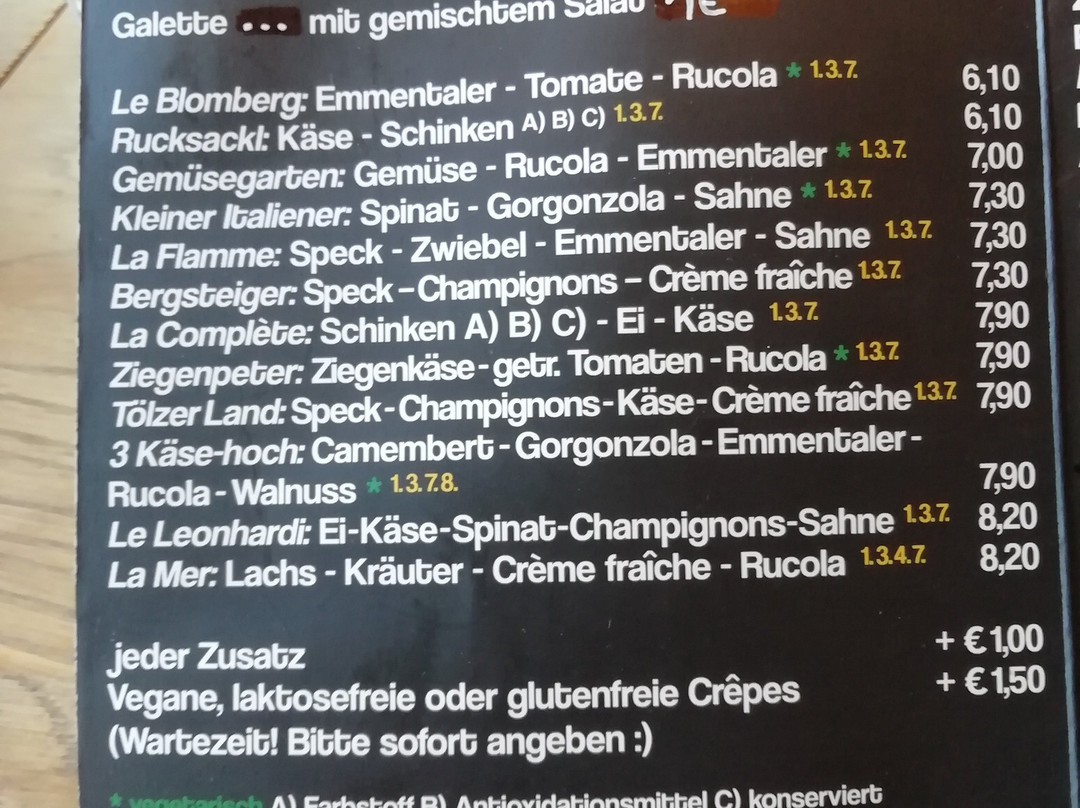 Galette ... mit gemischtem Salat
Le Blomberg: Emmentaler - Tomate - Rucola * 1.3.7. 6,10
Rucksackl: Käse - Schinken A) B) C) 1.3.7. 6,10
Gemüsegarten: Gemüse - Rucola - Emmentaler * 1.3.7. 7,00
Kleiner Italiener: Spinat - Gorgonzola - Sahne * 1.3.7. 7,30
La Flamme: Speck - Zwiebel - Emmentaler - Sahne 1.3.7. 7,30
Bergsteiger: Speck – Champignons – Crème fraîche 1.3.7. 7,30
La Complète: Schinken A) B) C) - Ei - Käse 1.3.7. 7,90
Ziegenpeter: Ziegenkäse - getr. Tomaten - Rucola * 1.3.7. 7,90
Tölzer Land: Speck - Champignons - Käse - Crème fraîche 1.3.7. 7,90
3 Käse-hoch: Camembert - Gorgonzola - Emmentaler -
Rucola - Walnuss * 1.3.7.8. 7,90
Le Leonhardi: Ei-Käse-Spinat-Champignons-Sahne 1.3.7. 8,20
La Mer: Lachs - Kräuter - Crème fraîche - Rucola 1.3.4.7. 8,20
jeder Zusatz + € 1,00
Vegane, laktosefreie oder glutenfreie Crêpes + € 1,50
(Wartezeit! Bitte sofort angeben :)
* vegetarisch A) Farbstoff B) Antioxidationsmittel C) konserviert